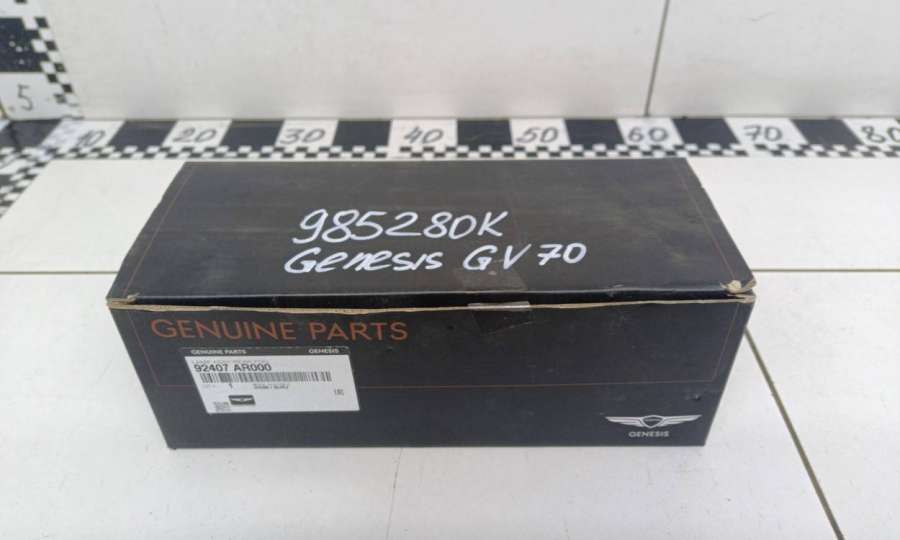 5
10 20 30 40 50 60 70 80
985280K
Genesis GV70
GENUINE PARTS
GENUINE PARTS GENESIS
92407 AR000
1
GENESIS